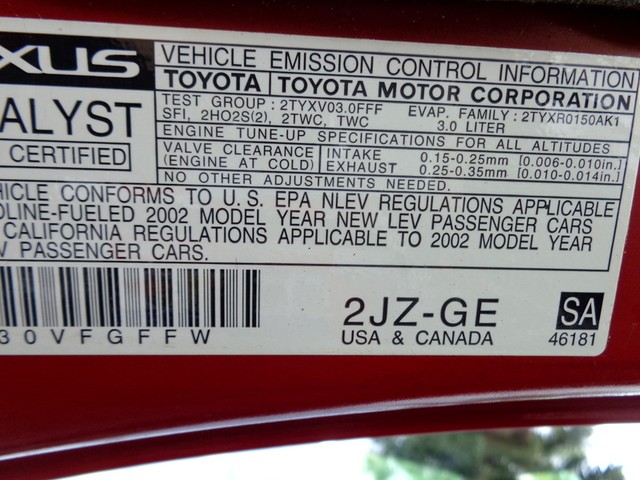 XUS
VEHICLE EMISSION CONTROL INFORMATION
TOYOTA TOYOTA MOTOR CORPORATION
ALYST
CERTIFIED
TEST GROUP : 2TYXV03.0FFF EVAP. FAMILY : 2TYXR0150AK1
SFI, 2HO2S(2), 2TWC, TWC 3.0 LITER
ENGINE TUNE-UP SPECIFICATIONS FOR ALL ALTITUDES
VALVE CLEARANCE INTAKE 0.15-0.25mm [0.006-0.010in.]
(ENGINE AT COLD) EXHAUST 0.25-0.35mm [0.010-0.014in.]
NO OTHER ADJUSTMENTS NEEDED.
HICLE CONFORMS TO U.S. EPA NLEV REGULATIONS APPLICABLE
OLINE-FUELED 2002 MODEL YEAR NEW LEV PASSENGER CARS
CALIFORNIA REGULATIONS APPLICABLE TO 2002 MODEL YEAR
V PASSENGER CARS.
30VFGFFW
2JZ-GE
USA & CANADA
SA
46181